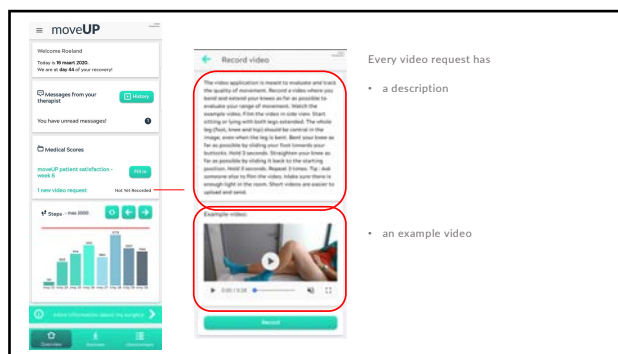 moveUP
Welcome Roeland
Today is 16 maart 2020.
We are at day 44 of your recovery!
Messages from your therapist
History
You have unread messages!
Medical Scores
moveUP patient satisfaction - week 6
Fill in
1 new video request
Not Yet Recorded
Steps - max 2000
More information about my surgery
Overview
Record video
The video application is meant to evaluate and track
the quality of movement. Record a video where you
bend and extend your knees as far as possible to
evaluate your range of movement. Watch the
example video. Film the video in side view. Start
sitting or lying with both legs extended. The whole
leg (foot, knee and hip) should be central in the
image, even when the leg is bent. Bent your knee as
far as possible by sliding your foot towards your
buttocks. Hold 3 seconds. Straighten your knee as
far as possible by sliding it back to the starting
position. Hold 3 seconds. Repeat 3 times. Tip : Ask
someone else to film the video. Make sure there is
enough light in the room. Short videos are easier to
upload and send.
Example video:
0:00 / 0:28
Record
Every video request has
• a description
• an example video